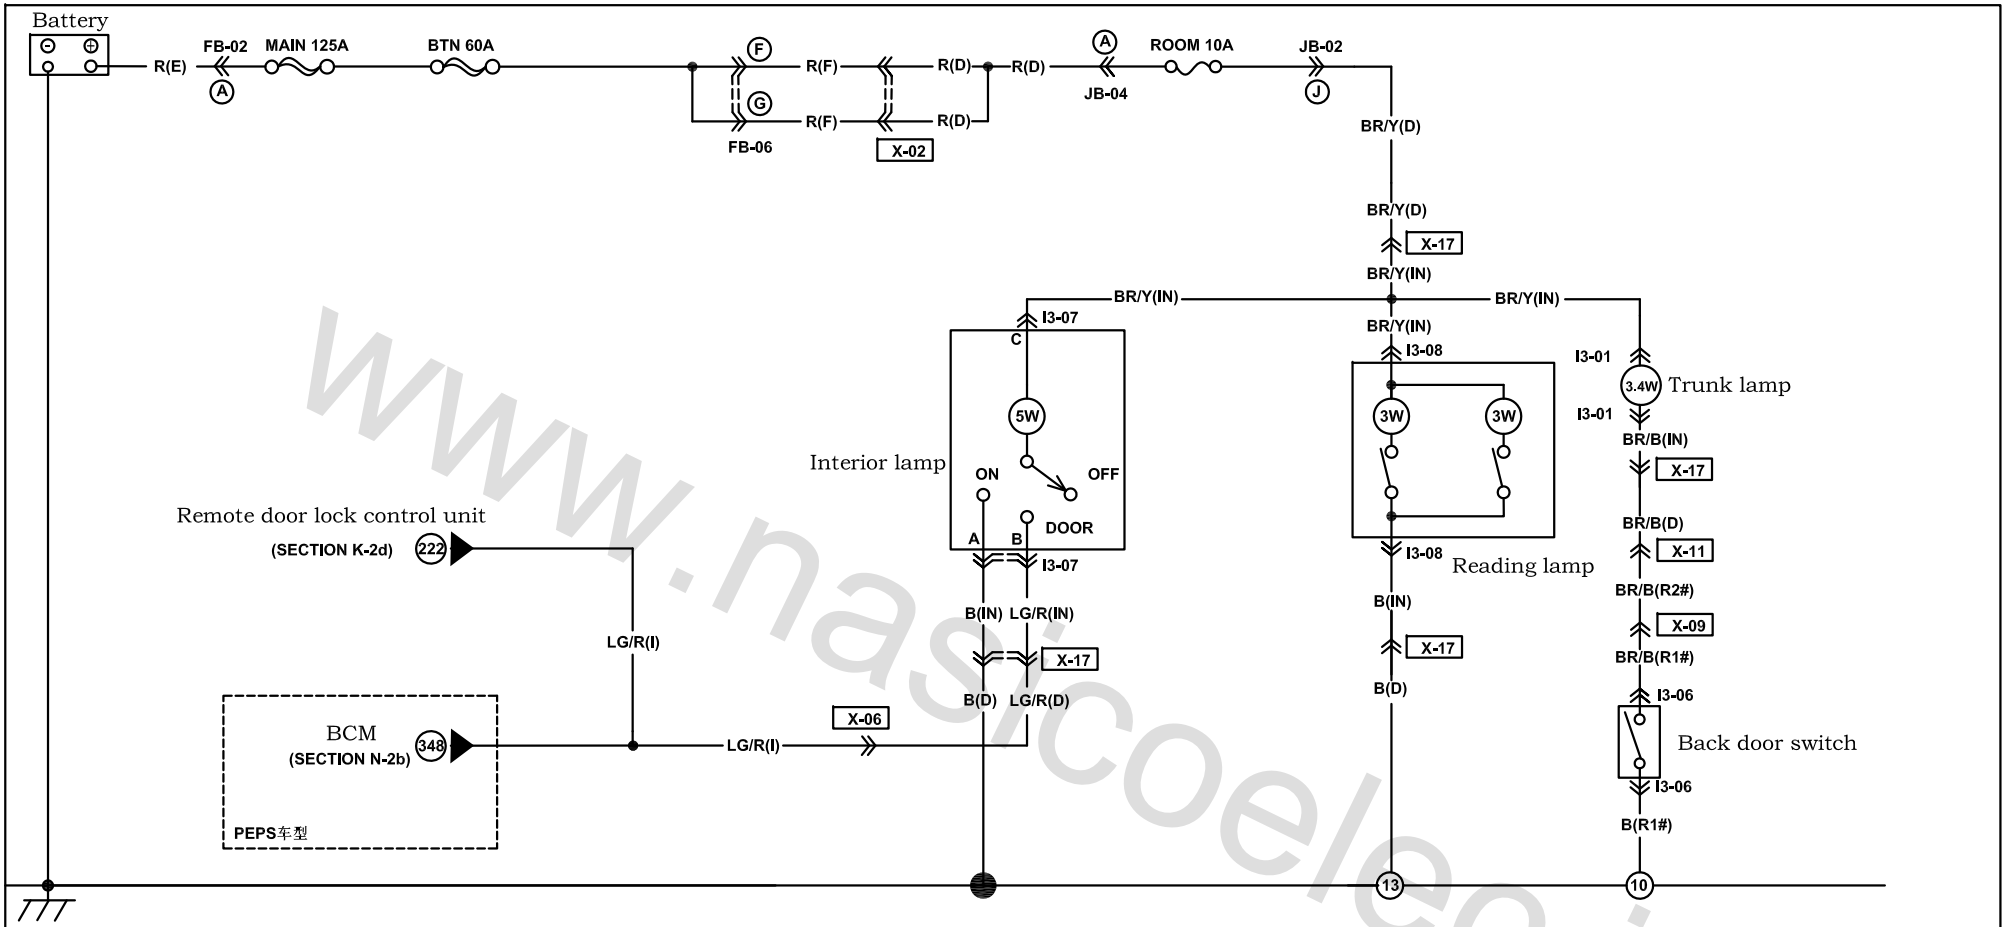 Battery
- +
R(E)
FB-02
A
MAIN 125A
BTN 60A
F
G
FB-06
R(F)
R(F)
X-02
R(D)
R(D)
R(D)
A
JB-04
ROOM 10A
JB-02
J
BR/Y(D)
BR/Y(D)
X-17
BR/Y(IN)
BR/Y(IN)
BR/Y(IN)
BR/Y(IN)
I3-07
C
5W
Interior lamp
ON
OFF
DOOR
A
B
I3-07
B(IN)
LG/R(IN)
X-17
B(D)
LG/R(D)
I3-08
3W
3W
I3-08
Reading lamp
B(IN)
X-17
B(D)
13
I3-01
3.4W
Trunk lamp
I3-01
BR/B(IN)
X-17
BR/B(D)
X-11
BR/B(R2#)
X-09
BR/B(R1#)
I3-06
Back door switch
I3-06
B(R1#)
10
Remote door lock control unit
(SECTION K-2d)
222
LG/R(I)
BCM
(SECTION N-2b)
348
PEPS车型
LG/R(I)
X-06
www.nasicoelec.i